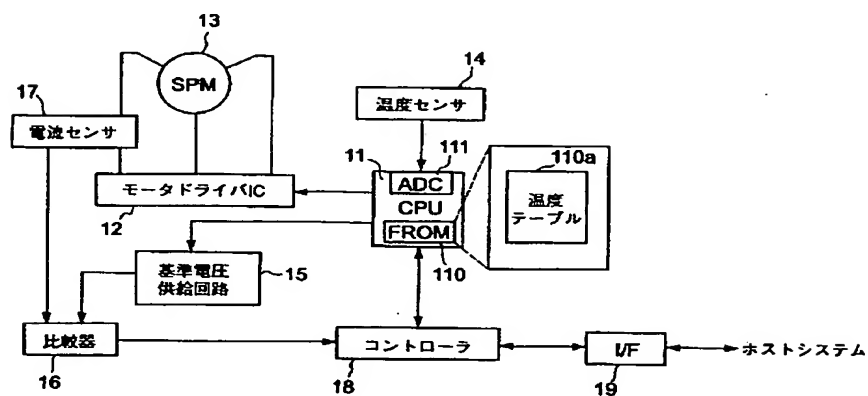 13
SPM
17
電流センサ
14
温度センサ
11
111
ADC
CPU
FROM
110
110a
温度
テーブル
モータドライバIC
12
基準電圧
供給回路
15
比較器
16
コントローラ
18
I/F
19
ホストシステム